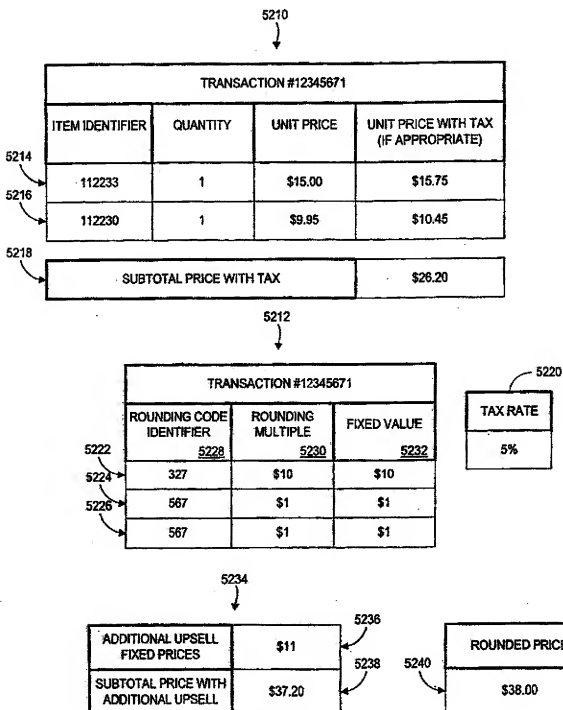 5210
TRANSACTION #12345671
ITEM IDENTIFIER QUANTITY UNIT PRICE UNIT PRICE WITH TAX
(IF APPROPRIATE)
5214
112233 1 $15.00 $15.75
5216
112230 1 $9.95 $10.45
5218
SUBTOTAL PRICE WITH TAX $26.20
5212
TRANSACTION #12345671
5220
ROUNDING CODE ROUNDING FIXED VALUE TAX RATE
IDENTIFIER MULTIPLE
5228 5230 5232 5%
5222
327 $10 $10
5224
567 $1 $1
5226
567 $1 $1
5234
5236
ADDITIONAL UPSELL $11 ROUNDED PRICE
FIXED PRICES
5238 5240
SUBTOTAL PRICE WITH $37.20 $38.00
ADDITIONAL UPSELL